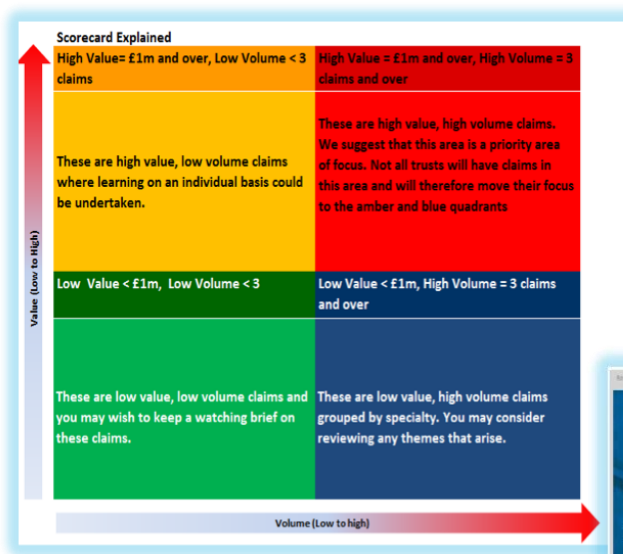 Scorecard Explained
High Value= £1m and over, Low Volume < 3
claims
High Value = £1m and over, High Volume = 3
claims and over
These are high value, low volume claims
where learning on an individual basis could
be undertaken.
These are high value, high volume claims.
We suggest that this area is a priority area
of focus. Not all trusts will have claims in
this area and will therefore move their focus
to the amber and blue quadrants
Value (Low to High)
Low  Value < £1m,  Low Volume < 3
Low Value < £1m, High Volume = 3 claims
and over
These are low value, low volume claims and
you may wish to keep a watching brief on
these claims.
These are low value, high volume claims
grouped by specialty. You may consider
reviewing any themes that arise.
Volume (Low to high)